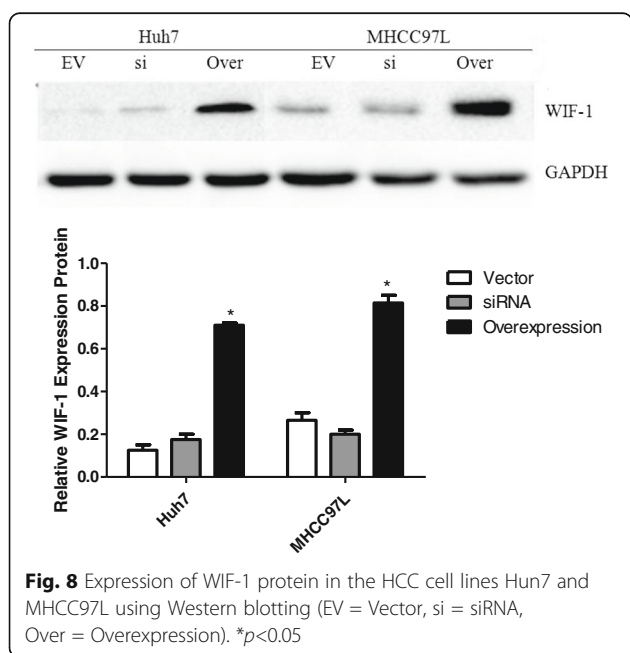 Huh7 MHCC97L
EV si Over EV si Over
WIF-1
GAPDH
Relative WIF-1 Expression Protein
1.0
0.8
0.6
0.4
0.2
0.0
* *
Huh7
MHCC97L
Vector
siRNA
Overexpression
Fig. 8 Expression of WIF-1 protein in the HCC cell lines Hun7 and
MHCC97L using Western blotting (EV = Vector, si = siRNA,
Over = Overexpression). *p<0.05